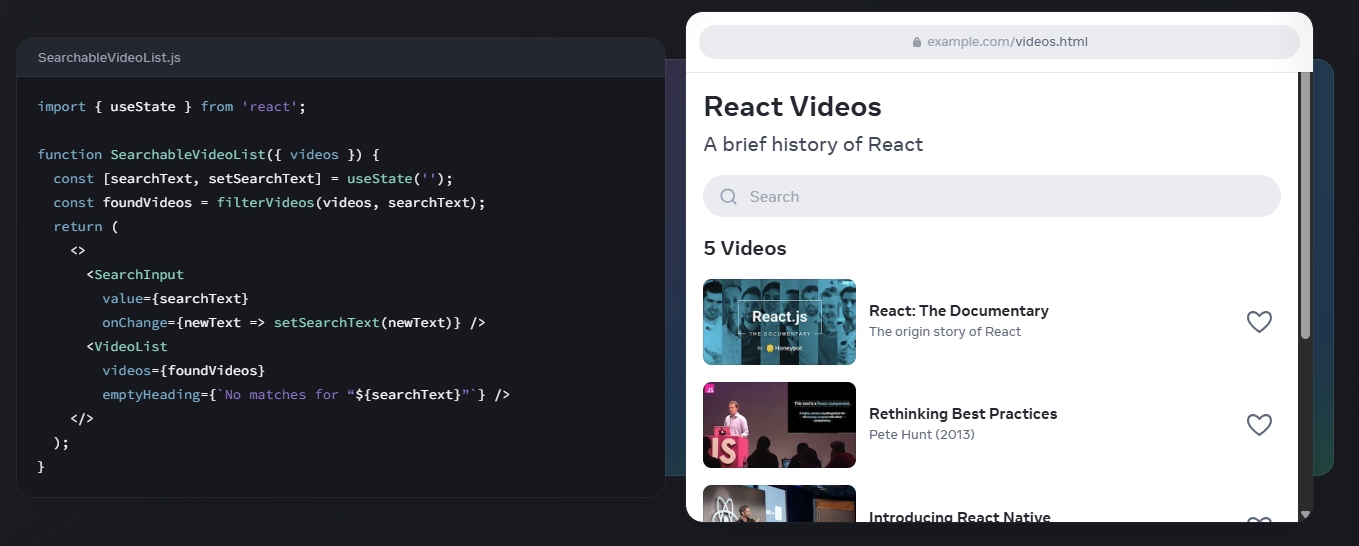 SearchableVideoList.js
import { useState } from 'react';
function SearchableVideoList({ videos }) {
const [searchText, setSearchText] = useState('');
const foundVideos = filterVideos(videos, searchText);
return (
<>
<SearchInput
value={searchText}
onChange={newText => setSearchText(newText)} />
<VideoList
videos={foundVideos}
emptyHeading={`No matches for “${searchText}”`} />
</>
);
}
example.com/videos.html
React Videos
A brief history of React
Search
5 Videos
React.js
THE DOCUMENTARY
by Honeypot
React: The Documentary
The origin story of React
JS
This tool is a React component.
JS
Rethinking Best Practices
Pete Hunt (2013)
Introducing React Native